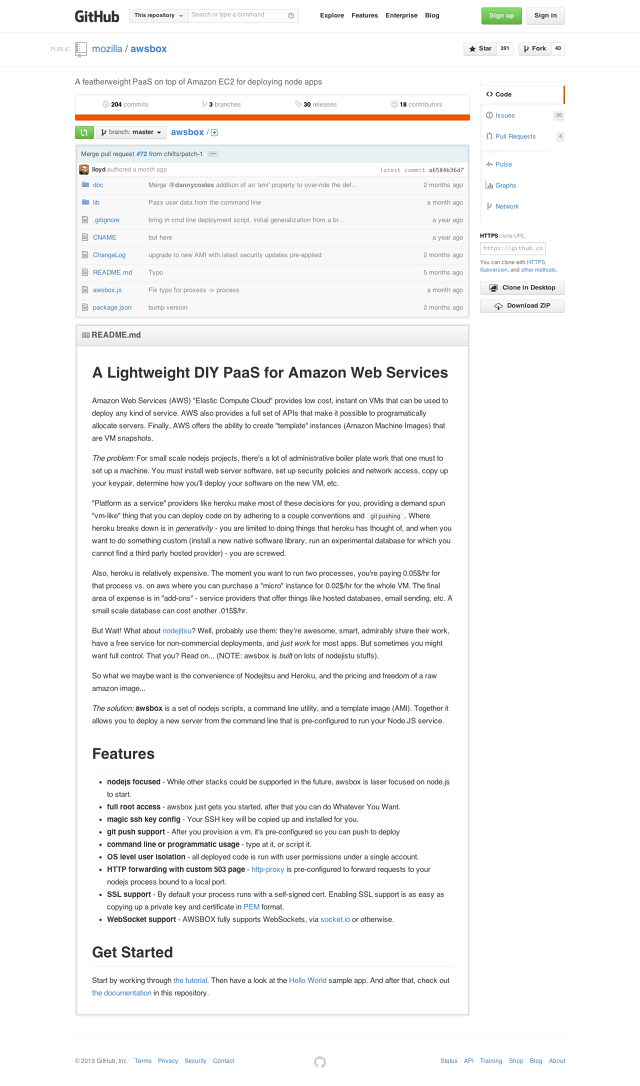 GitHub This repository Search or type a command Explore Features Enterprise Blog Sign up Sign in
PUBLIC mozilla / awsbox Star 391 Fork 40
A featherweight PaaS on top of Amazon EC2 for deploying node apps
204 commits 3 branches 30 releases 18 contributors
branch: master awsbox /
Merge pull request #72 from chilts/patch-1
lloyd authored a month ago latest commit a6584b36d7
doc Merge @dannycoates addition of an 'ami' property to over-ride the def… 2 months ago
lib Pass user data from the command line a month ago
.gitignore bring in cmd line deployment script, initial generalization from a br… a year ago
CNAME but here a year ago
ChangeLog upgrade to new AMI with latest security updates pre-applied 2 months ago
README.md Typo 5 months ago
awsbox.js Fix typo for proxess -> process a month ago
package.json bump version 2 months ago
Code
Issues 26
Pull Requests 4
Pulse
Graphs
Network
HTTPS clone URL
https://github.co
You can clone with HTTPS,
Subversion, and other methods.
Clone in Desktop
Download ZIP
README.md
A Lightweight DIY PaaS for Amazon Web Services
Amazon Web Services (AWS) "Elastic Compute Cloud" provides low cost, instant on VMs that can be used to
deploy any kind of service. AWS also provides a full set of APIs that make it possible to programatically
allocate servers. Finally, AWS offers the ability to create "template" instances (Amazon Machine Images) that
are VM snapshots.
The problem: For small scale nodejs projects, there's a lot of administrative boiler plate work that one must to
set up a machine. You must install web server software, set up security policies and network access, copy up
your keypair, determine how you'll deploy your software on the new VM, etc.
"Platform as a service" providers like heroku make most of these decisions for you, providing a demand spun
"vm-like" thing that you can deploy code on by adhering to a couple conventions and git pushing . Where
heroku breaks down is in generativity - you are limited to doing things that heroku has thought of, and when you
want to do something custom (install a new native software library, run an experimental database for which you
cannot find a third party hosted provider) - you are screwed.
Also, heroku is relatively expensive. The moment you want to run two processes, you're paying 0.05$/hr for
that process vs. on aws where you can purchase a "micro" instance for 0.02$/hr for the whole VM. The final
area of expense is in "add-ons" - service providers that offer things like hosted databases, email sending, etc. A
small scale database can cost another .015$/hr.
But Wait! What about nodejitsu? Well, probably use them: they're awesome, smart, admirably share their work,
have a free service for non-commercial deployments, and just work for most apps. But sometimes you might
want full control. That you? Read on... (NOTE: awsbox is built on lots of nodejistu stuffs).
So what we maybe want is the convenience of Nodejitsu and Heroku, and the pricing and freedom of a raw
amazon image...
The solution: awsbox is a set of nodejs scripts, a command line utility, and a template image (AMI). Together it
allows you to deploy a new server from the command line that is pre-configured to run your Node.JS service.
Features
• nodejs focused - While other stacks could be supported in the future, awsbox is laser focused on node.js
to start.
• full root access - awsbox just gets you started, after that you can do Whatever You Want.
• magic ssh key config - Your SSH key will be copied up and installed for you.
• git push support - After you provision a vm, it's pre-configured so you can push to deploy
• command line or programmatic usage - type at it, or script it.
• OS level user isolation - all deployed code is run with user permissions under a single account.
• HTTP forwarding with custom 503 page - http-proxy is pre-configured to forward requests to your
nodejs process bound to a local port.
• SSL support - By default your process runs with a self-signed cert. Enabling SSL support is as easy as
copying up a private key and certificate in PEM format.
• WebSocket support - AWSBOX fully supports WebSockets, via socket.io or otherwise.
Get Started
Start by working through the tutorial. Then have a look at the Hello World sample app. And after that, check out
the documentation in this repository.
© 2013 GitHub, Inc. Terms Privacy Security Contact Status API Training Shop Blog About